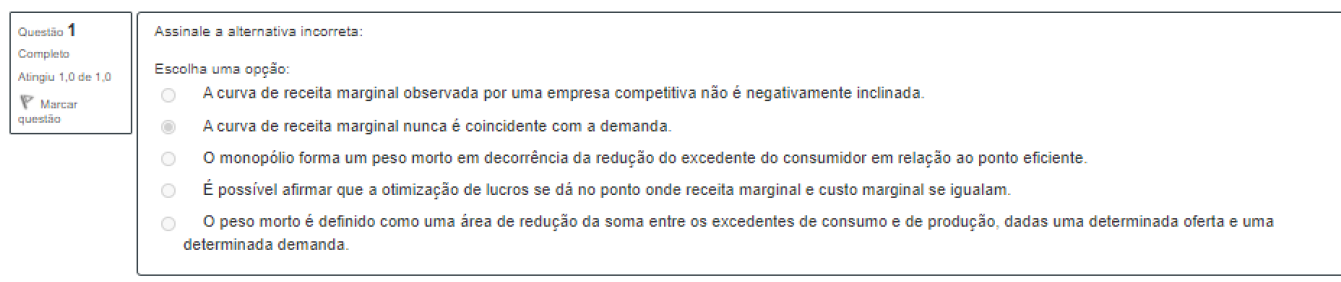 Questão 1
Completo
Atingiu 1,0 de 1,0
Marcar
questão
Assinale a alternativa incorreta:
Escolha uma opção:
A curva de receita marginal observada por uma empresa competitiva não é negativamente inclinada.
A curva de receita marginal nunca é coincidente com a demanda.
O monopólio forma um peso morto em decorrência da redução do excedente do consumidor em relação ao ponto eficiente.
É possível afirmar que a otimização de lucros se dá no ponto onde receita marginal e custo marginal se igualam.
O peso morto é definido como uma área de redução da soma entre os excedentes de consumo e de produção, dadas uma determinada oferta e uma
determinada demanda.